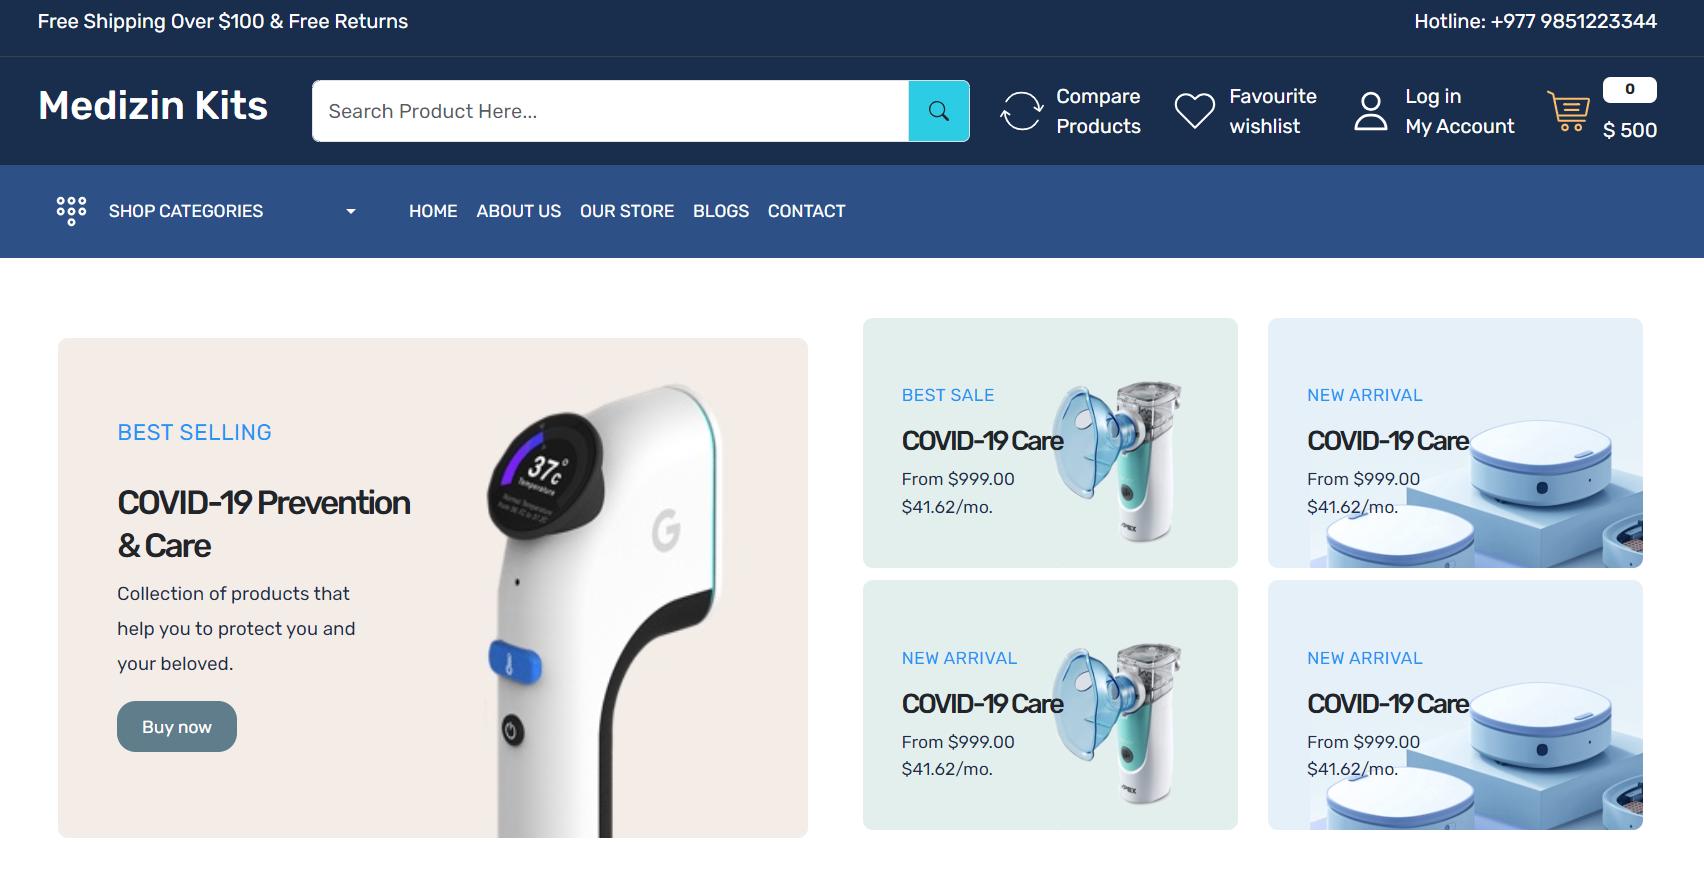 Free Shipping Over $100 & Free Returns
Hotline: +977 9851223344
Medizin Kits
Search Product Here...
Compare
Products
Favourite
wishlist
Log in
My Account
0
$ 500
SHOP CATEGORIES
HOME
ABOUT US
OUR STORE
BLOGS
CONTACT
BEST SELLING
COVID-19 Prevention
& Care
Collection of products that
help you to protect you and
your beloved.
Buy now
37°c
Temperature
G
BEST SALE
COVID-19 Care
From $999.00
$41.62/mo.
NEW ARRIVAL
COVID-19 Care
From $999.00
$41.62/mo.
NEW ARRIVAL
COVID-19 Care
From $999.00
$41.62/mo.
NEW ARRIVAL
COVID-19 Care
From $999.00
$41.62/mo.